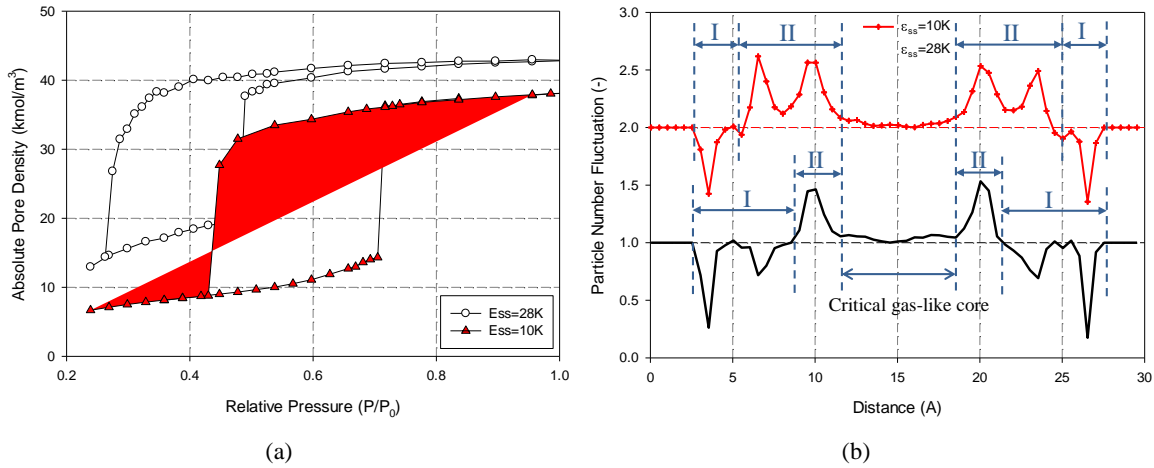 Absolute Pore Density (kmol/m³)
50
40
30
20
10
0
0.2
0.4
0.6
0.8
1.0
Relative Pressure (P/P₀)
Ess=28K
Ess=10K
(a)
Particle Number Fluctuation (-)
3.0
2.5
2.0
1.5
1.0
0.5
0.0
I
II
εss=10K
εss=28K
II
I
II
II
I
I
Critical gas-like core
0
5
10
15
20
25
30
Distance (A)
(b)